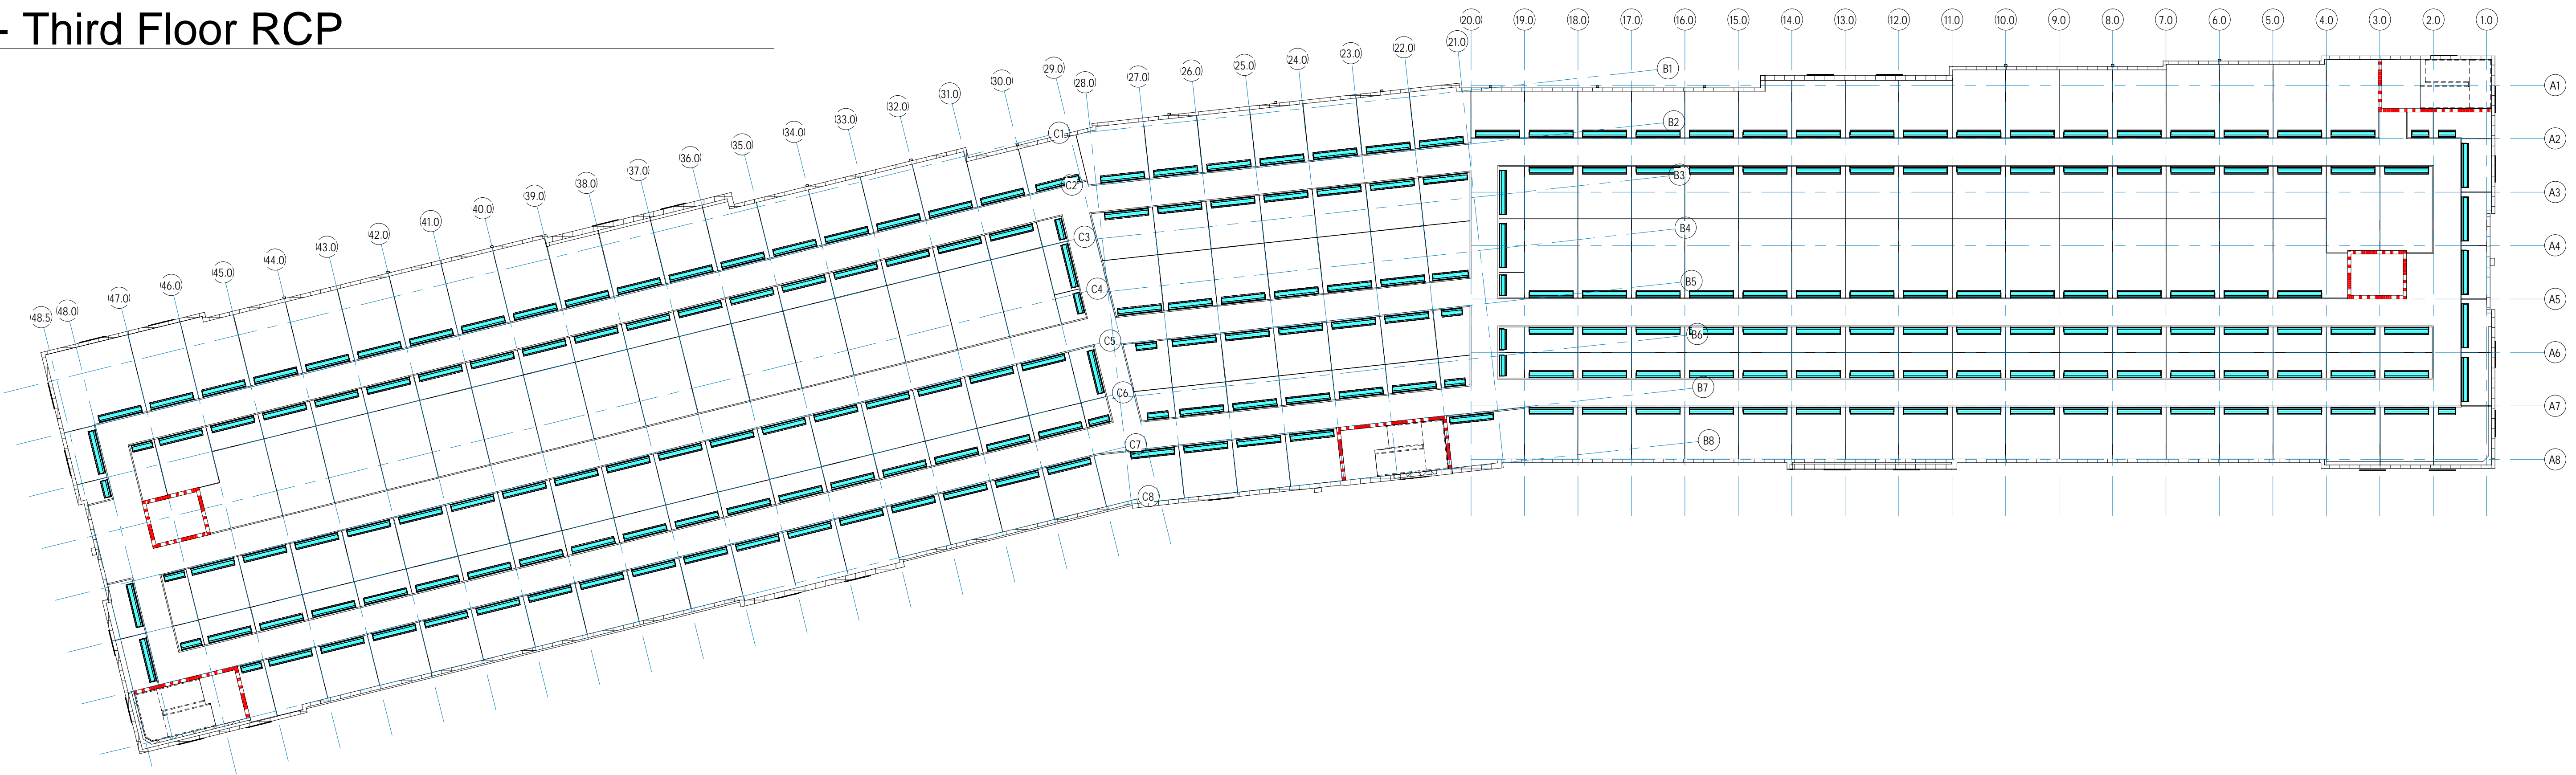 - Third Floor RCP
(20.0) (19.0) (18.0) (17.0) (16.0) (15.0) (14.0) (13.0) (12.0) (11.0) (10.0) 9.0 8.0 7.0 6.0 5.0 4.0 3.0 2.0 1.0
(29.0) (28.0) (27.0) (26.0) (25.0) (24.0) (23.0) (22.0) (21.0)
(48.5) (48.0) (47.0) (46.0) (45.0) (44.0) (43.0) (42.0) (41.0) (40.0) (39.0) (38.0) (37.0) (36.0) (35.0) (34.0) (33.0) (32.0) (31.0) (30.0)
B1
A1
C1
B2
A2
C2
B3
A3
C3
B4
A4
C4
B5
A5
C5
B6
A6
C6
B7
A7
C7
B8
A8
C8